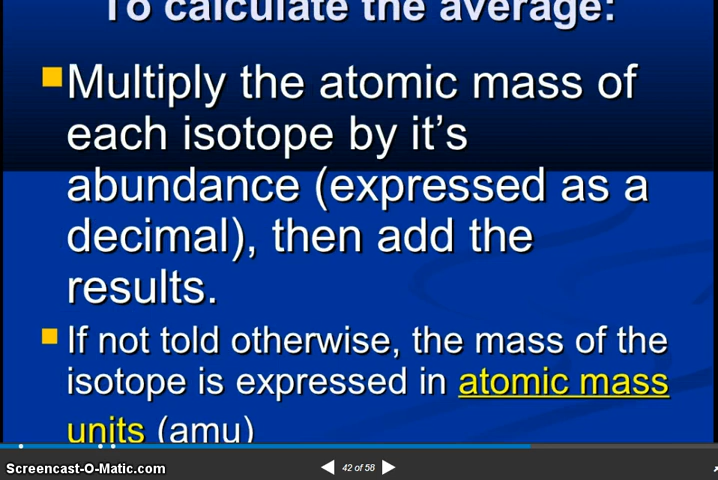 To calculate the average:
Multiply the atomic mass of
each isotope by it’s
abundance (expressed as a
decimal), then add the
results.
If not told otherwise, the mass of the
isotope is expressed in atomic mass
units (amu)
Screencast-O-Matic.com
42 of 58